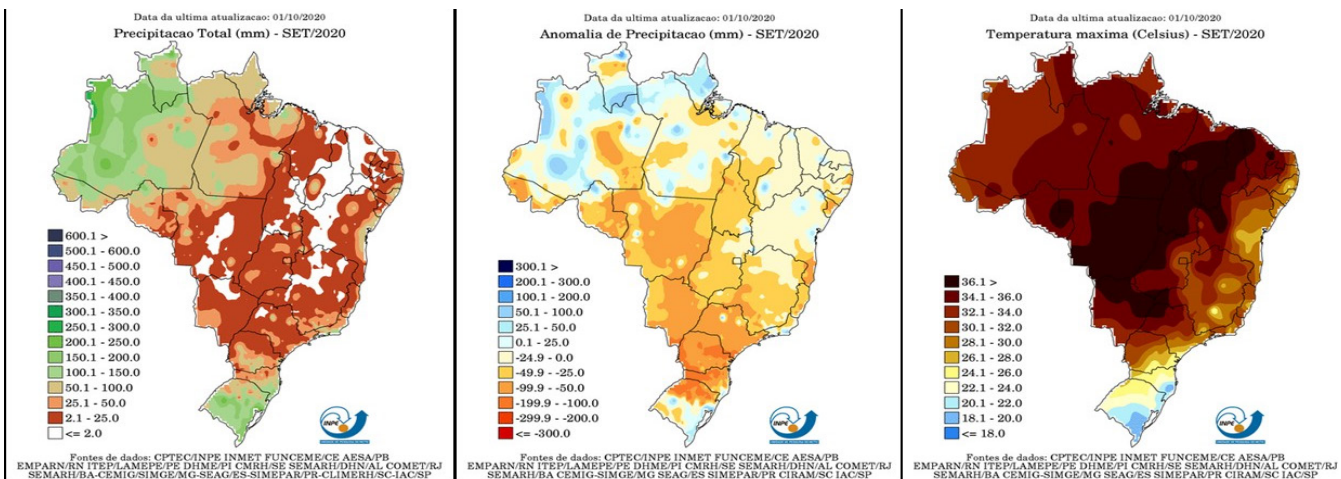 Data da ultima atualizacao: 01/10/2020
Precipitacao Total (mm) - SET/2020
600.1 >
500.1 - 600.0
450.1 - 500.0
400.1 - 450.0
350.1 - 400.0
300.1 - 350.0
250.1 - 300.0
200.1 - 250.0
150.1 - 200.0
100.1 - 150.0
50.1 - 100.0
25.1 - 50.0
2.1 - 25.0
<= 2.0
INPE
Fontes de dados: CPTEC/INPE INMET FUNCEME/CE AESA/PB
EMPARN/RN ITEP/LAMEPE/PE DHME/PI CMRH/SE SEMARH/DHN/AL COMET/RJ
SEMARH/BA-CEMIG/SIMGE/MG-SEAG/ES-SIMEPAR/PR-CLIMERH/SC-IAC/SP
Data da ultima atualizacao: 01/10/2020
Anomalia de Precipitacao (mm) - SET/2020
300.1 >
200.1 - 300.0
100.1 - 200.0
50.1 - 100.0
25.1 - 50.0
0.1 - 25.0
-24.9 - 0.0
-49.9 - -25.0
-99.9 - -50.0
-199.9 - -100.0
-299.9 - -200.0
<= -300.0
INPE
Fontes de dados: CPTEC/INPE INMET FUNCEME/CE AESA/PB
EMPARN/RN ITEP/LAMEPE/PE DHME/PI CMRH/SE SEMARH/DHN/AL COMET/RJ
SEMARH/BA CEMIG-SIMGE/MG SEAG/ES SIMEPAR/PR CIRAM/SC IAC/SP
Data da ultima atualizacao: 01/10/2020
Temperatura maxima (Celsius) - SET/2020
36.1 >
34.1 - 36.0
32.1 - 34.0
30.1 - 32.0
28.1 - 30.0
26.1 - 28.0
24.1 - 26.0
22.1 - 24.0
20.1 - 22.0
18.1 - 20.0
<= 18.0
INPE
Fontes de dados: CPTEC/INPE INMET FUNCEME/CE AESA/PB
EMPARN/RN ITEP/LAMEPE/PE DHME/PI CMRH/SE SEMARH/DHN/AL COMET/RJ
SEMARH/BA CEMIG-SIMGE/MG SEAG/ES SIMEPAR/PR CIRAM/SC IAC/SP